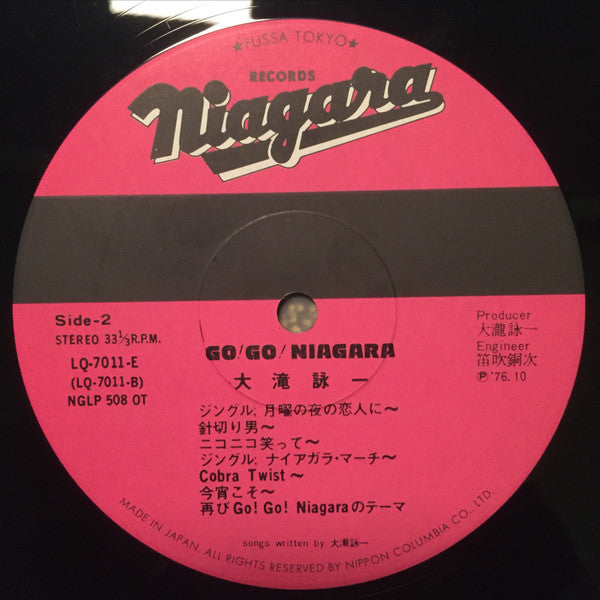 ★FUSSA TOKYO★
RECORDS
Niagara
Side-2
STEREO 33⅓R.P.M.
LQ-7011-E
(LQ-7011-B)
NGLP 508 OT
Producer
大瀧詠一
Engineer
笛吹銅次
Ⓟ'76.10
GO!GO!NIAGARA
大滝詠一
ジングル; 月曜の夜の恋人に〜
針切り男〜
ニコニコ笑って〜
ジングル; ナイアガラ・マーチ〜
Cobra Twist〜
今宵こそ〜
再びGo! Go! Niagaraのテーマ
songs written by 大瀧詠一
MADE IN JAPAN, ALL RIGHTS RESERVED BY NIPPON COLUMBIA CO., LTD.